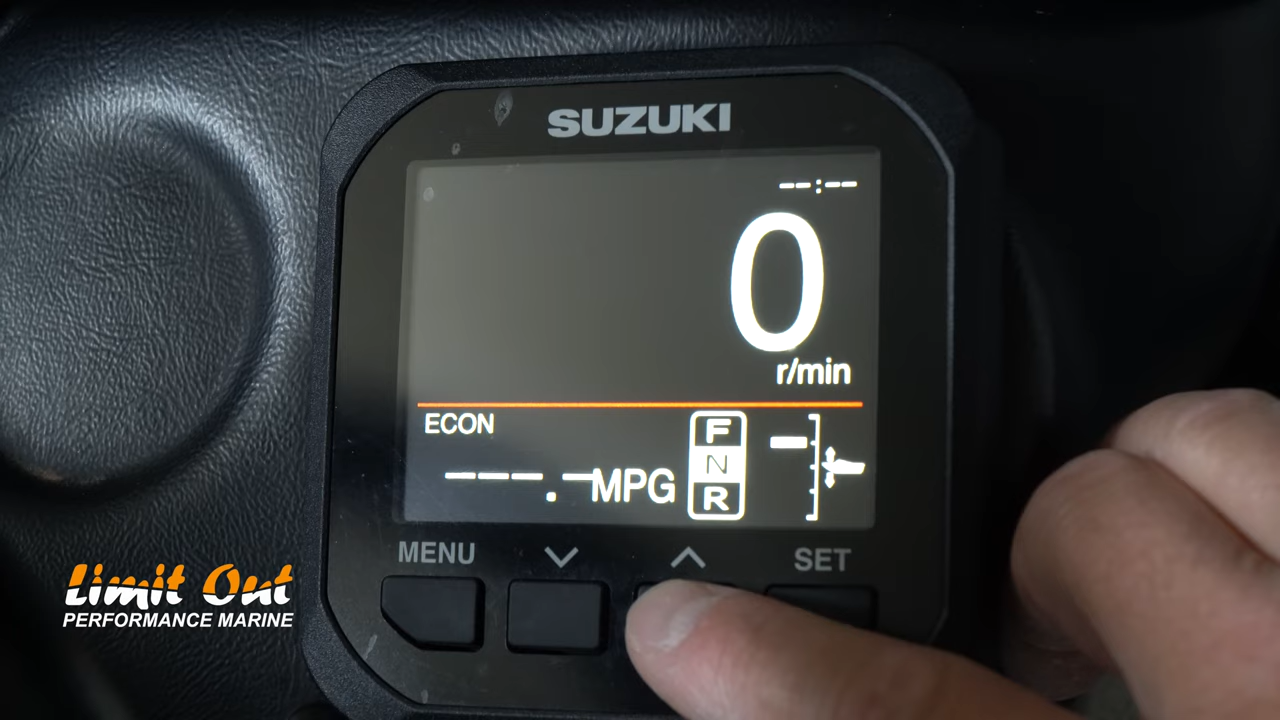 SUZUKI
--:--
0
r/min
ECON
F
N
R
---.-MPG
MENU
SET
Limit Out
PERFORMANCE MARINE